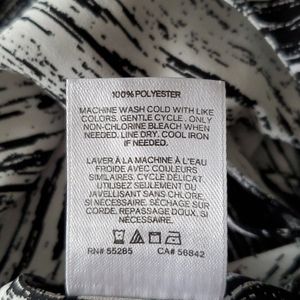 100% POLYESTER
MACHINE WASH COLD WITH LIKE
COLORS. GENTLE CYCLE. ONLY
NON-CHLORINE BLEACH WHEN
NEEDED. LINE DRY. COOL IRON
IF NEEDED.
LAVER À LA MACHINE À L'EAU
FROIDE AVEC COULEURS
SIMILAIRES. CYCLE DÉLICAT.
UTILISEZ SEULEMENT DU
JAVELLISANT SANS CHLORE,
SI NÉCESSAIRE. SÉCHAGE SUR
CORDE. REPASSAGE DOUX, SI
NÉCESSAIRE.
RN# 55285 CA# 56842